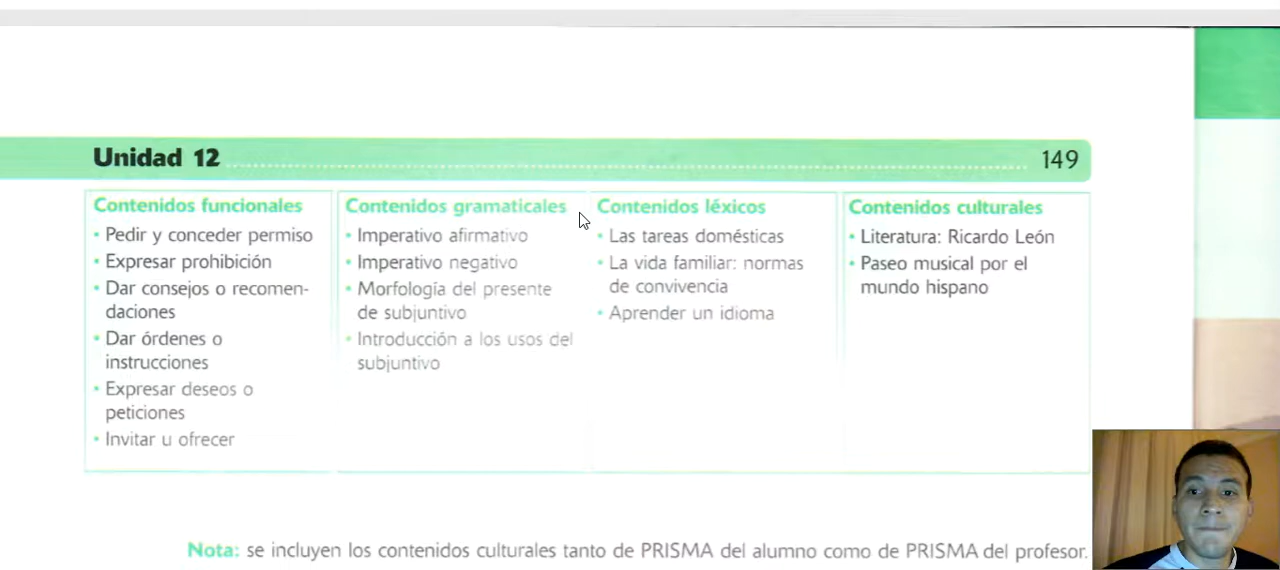 Unidad 12 149
Contenidos funcionales
• Pedir y conceder permiso
• Expresar prohibición
• Dar consejos o recomen-
daciones
• Dar órdenes o
instrucciones
• Expresar deseos o
peticiones
• Invitar u ofrecer
Contenidos gramaticales
• Imperativo afirmativo
• Imperativo negativo
• Morfología del presente
de subjuntivo
• Introducción a los usos del
subjuntivo
Contenidos léxicos
• Las tareas domésticas
• La vida familiar: normas
de convivencia
• Aprender un idioma
Contenidos culturales
• Literatura: Ricardo León
• Paseo musical por el
mundo hispano
Nota: se incluyen los contenidos culturales tanto de PRISMA del alumno como de PRISMA del profesor.